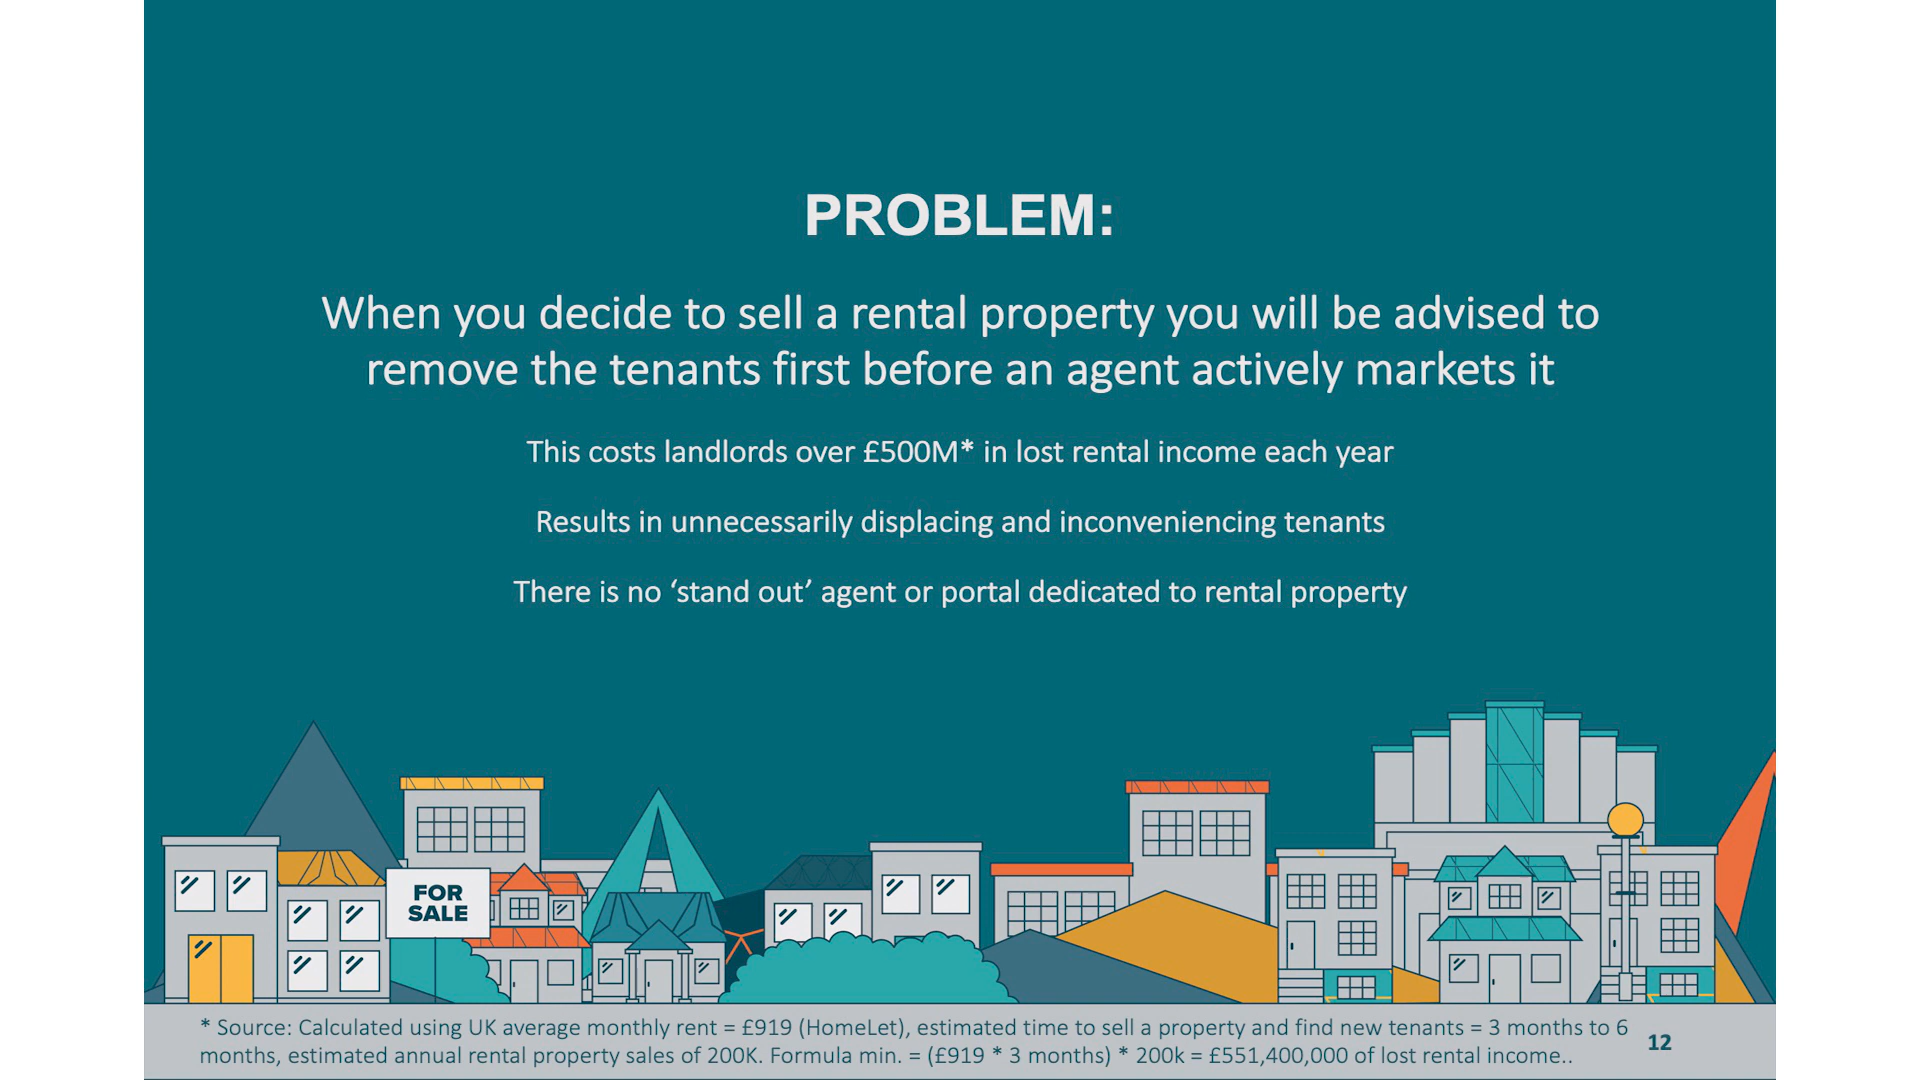 PROBLEM:
When you decide to sell a rental property you will be advised to
remove the tenants first before an agent actively markets it
This costs landlords over £500M* in lost rental income each year
Results in unnecessarily displacing and inconveniencing tenants
There is no ‘stand out’ agent or portal dedicated to rental property
FOR
SALE
* Source: Calculated using UK average monthly rent = £919 (HomeLet), estimated time to sell a property and find new tenants = 3 months to 6
months, estimated annual rental property sales of 200K. Formula min. = (£919 * 3 months) * 200k = £551,400,000 of lost rental income..
12